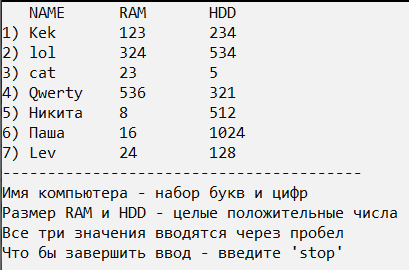 NAME RAM HDD
1) Kek 123 234
2) lol 324 534
3) cat 23 5
4) Qwerty 536 321
5) Никита 8 512
6) Паша 16 1024
7) Lev 24 128
----------------------------------------
Имя компьютера - набор букв и цифр
Размер RAM и HDD - целые положительные числа
Все три значения вводятся через пробел
Что бы завершить ввод - введите 'stop'